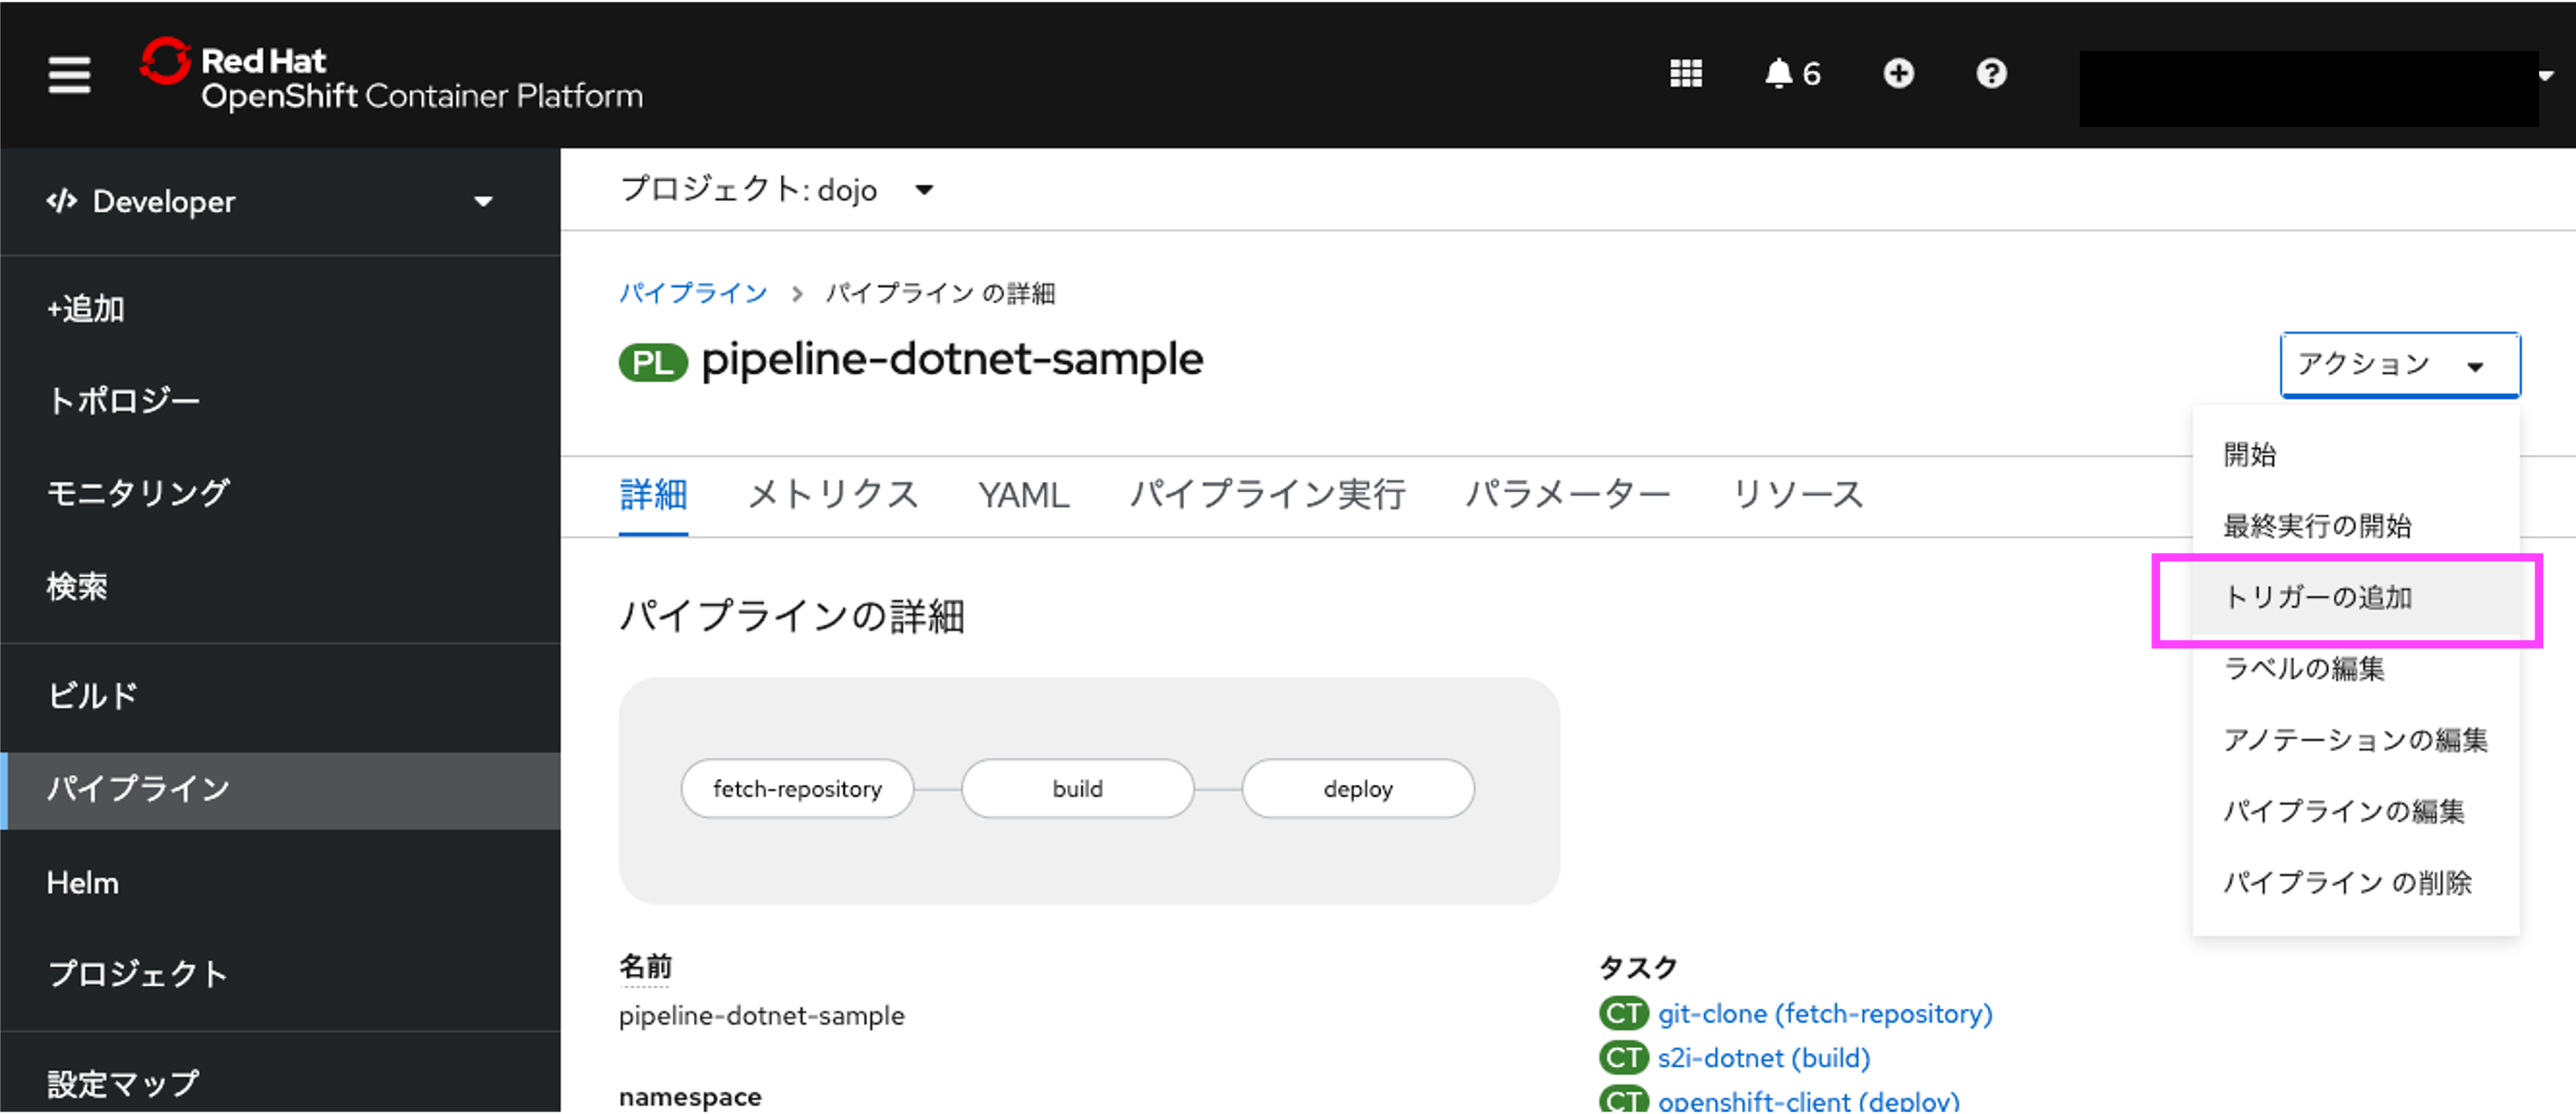 Red Hat
OpenShift Container Platform
6
Developer
+追加
トポロジー
モニタリング
検索
ビルド
パイプライン
Helm
プロジェクト
設定マップ
プロジェクト: dojo
パイプライン > パイプライン の詳細
PL pipeline-dotnet-sample
アクション
開始
最終実行の開始
トリガーの追加
ラベルの編集
アノテーションの編集
パイプラインの編集
パイプライン の削除
詳細 メトリクス YAML パイプライン実行 パラメーター リソース
パイプラインの詳細
fetch-repository build deploy
名前
pipeline-dotnet-sample
namespace
タスク
CT git-clone (fetch-repository)
CT s2i-dotnet (build)
CT openshift-client (deploy)